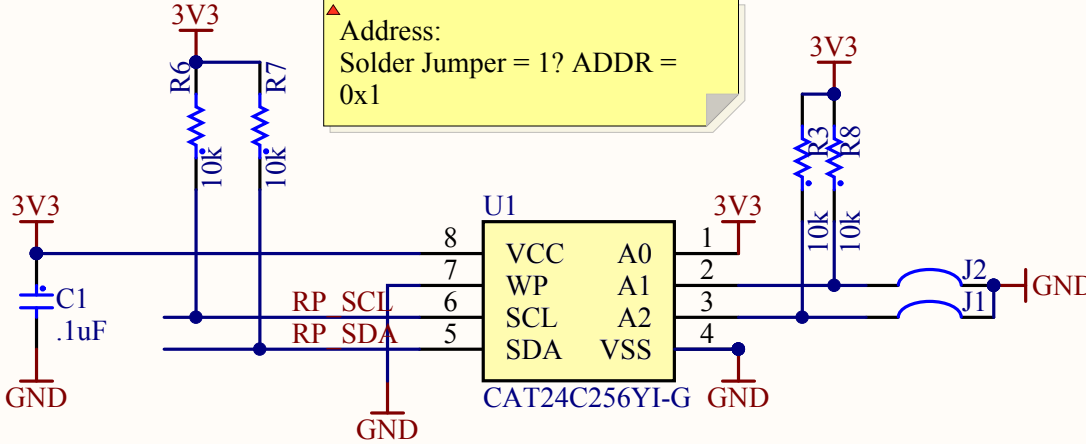 3V3
Address:
Solder Jumper = 1? ADDR =
0x1
3V3
R6
R7
R3
R8
10k
10k
10k
10k
3V3
U1
3V3
8
VCC
A0
1
7
WP
A1
2
J2
GND
C1
.1uF
RP_SCL
6
SCL
A2
3
J1
RP_SDA
5
SDA
VSS
4
GND
CAT24C256YI-G
GND
GND